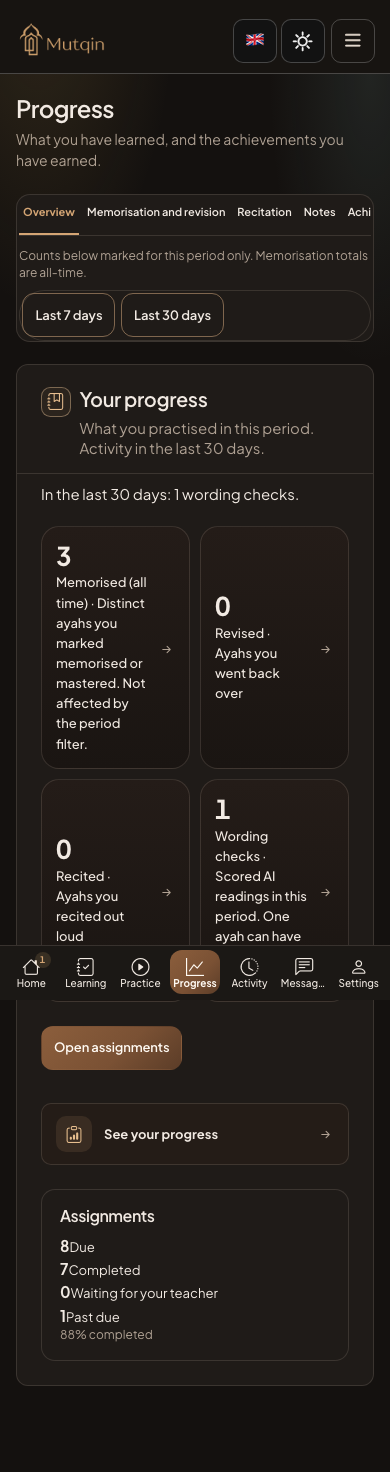 Mutqin
Progress
What you have learned, and the achievements you
have earned.
Overview Memorisation and revision Recitation Notes Achi
Counts below marked for this period only. Memorisation totals
are all-time.
Last 7 days Last 30 days
Your progress
What you practised in this period.
Activity in the last 30 days.
In the last 30 days: 1 wording checks.
3
Memorised (all
time) · Distinct
ayahs you
marked
memorised or
mastered. Not
affected by
the period
filter.
→
0
Revised ·
Ayahs you
went back
over
→
0
Recited ·
Ayahs you
recited out
loud
→
1
Wording
checks ·
Scored AI
readings in this
period. One
ayah can have
→
1
Home Learning Practice Progress Activity Messag... Settings
Open assignments
See your progress →
Assignments
8Due
7Completed
0Waiting for your teacher
1Past due
88% completed